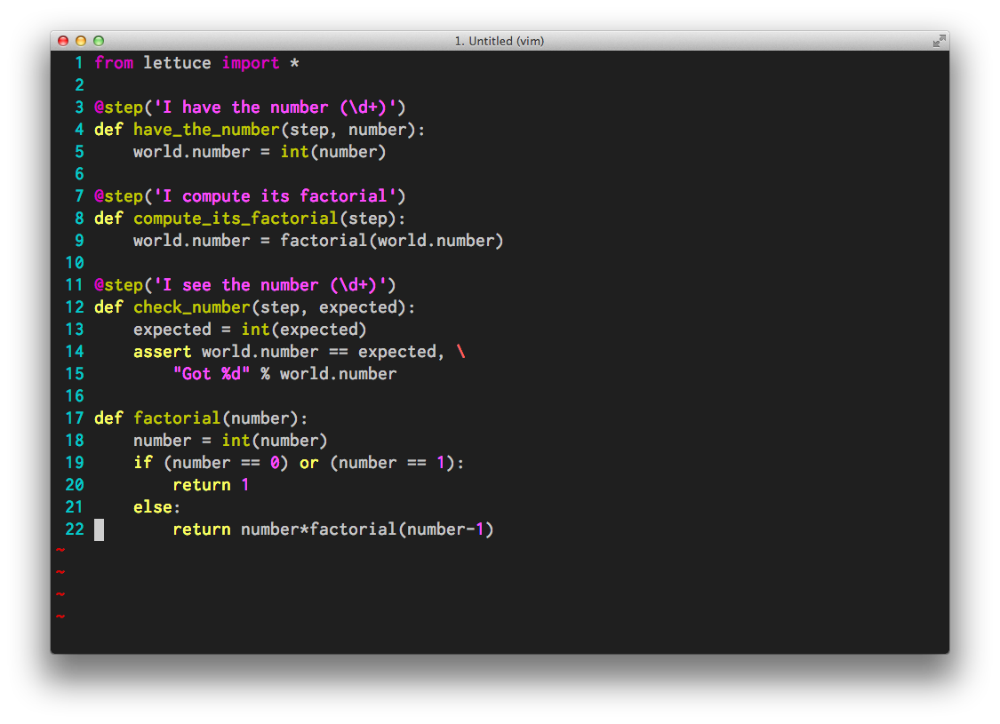 1. Untitled (vim)
1 from lettuce import *
2
3 @step('I have the number (\d+)')
4 def have_the_number(step, number):
5     world.number = int(number)
6
7 @step('I compute its factorial')
8 def compute_its_factorial(step):
9     world.number = factorial(world.number)
10
11 @step('I see the number (\d+)')
12 def check_number(step, expected):
13     expected = int(expected)
14     assert world.number == expected, \
15         "Got %d" % world.number
16
17 def factorial(number):
18     number = int(number)
19     if (number == 0) or (number == 1):
20         return 1
21     else:
22         return number*factorial(number-1)
~
~
~
~